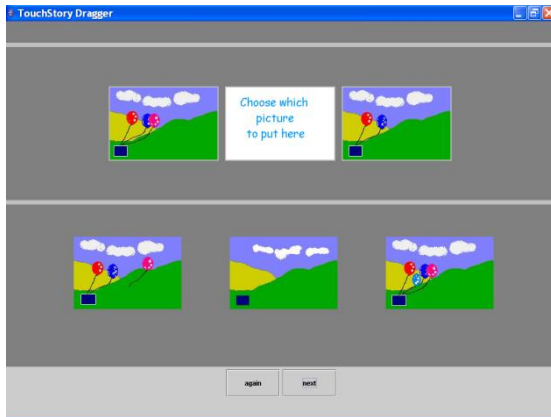 TouchStory Dragger
Choose which
picture
to put here
again
next